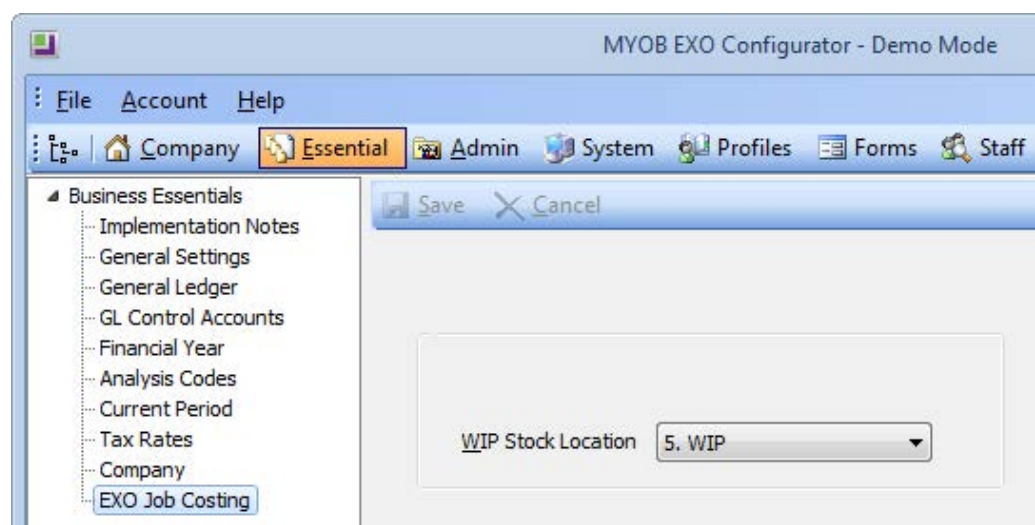 MYOB EXO Configurator - Demo Mode
File Account Help
Company Essential Admin System Profiles Forms Staff
Business Essentials
Implementation Notes
General Settings
General Ledger
GL Control Accounts
Financial Year
Analysis Codes
Current Period
Tax Rates
Company
EXO Job Costing
Save Cancel
WIP Stock Location 5. WIP